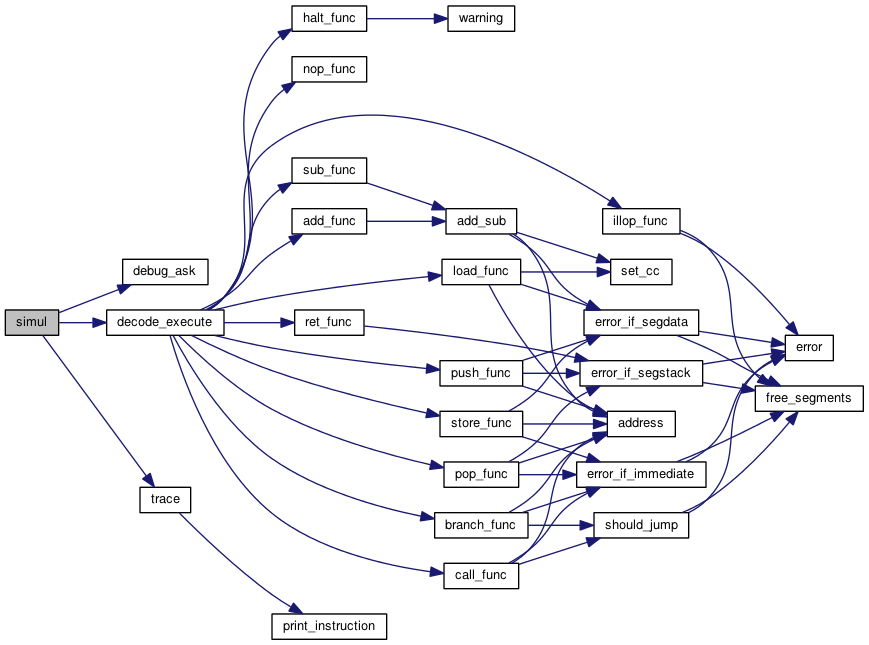 halt_func
warning
nop_func
sub_func
add_func
add_sub
illop_func
debug_ask
load_func
set_cc
simul
decode_execute
ret_func
error_if_segdata
error
push_func
error_if_segstack
free_segments
store_func
address
trace
pop_func
error_if_immediate
branch_func
should_jump
call_func
print_instruction